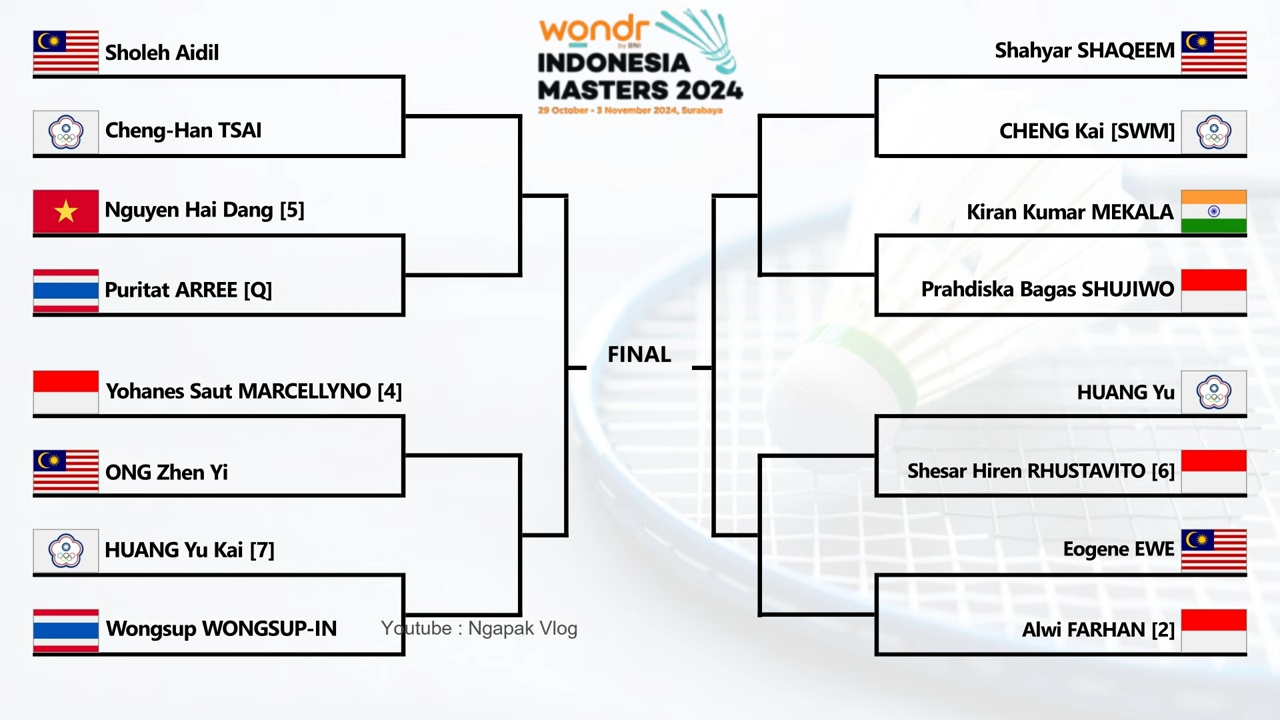 wondr
by BNI
INDONESIA
MASTERS 2024
29 October - 3 November 2024, Surabaya
Sholeh Aidil
Cheng-Han TSAI
Nguyen Hai Dang [5]
Puritat ARREE [Q]
Yohanes Saut MARCELLYNO [4]
ONG Zhen Yi
HUANG Yu Kai [7]
Wongsup WONGSUP-IN
FINAL
Shahyar SHAQEEM
CHENG Kai [SWM]
Kiran Kumar MEKALA
Prahdiska Bagas SHUJIWO
HUANG Yu
Shesar Hiren RHUSTAVITO [6]
Eogene EWE
Alwi FARHAN [2]
Youtube : Ngapak Vlog